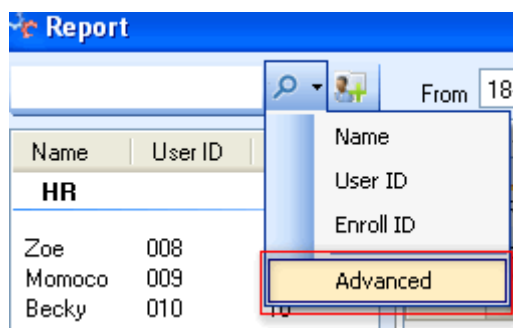 Report
From 18
Name
User ID
Enroll ID
Advanced
Name User ID
HR
Zoe 008
Momoco 009
Becky 010 10